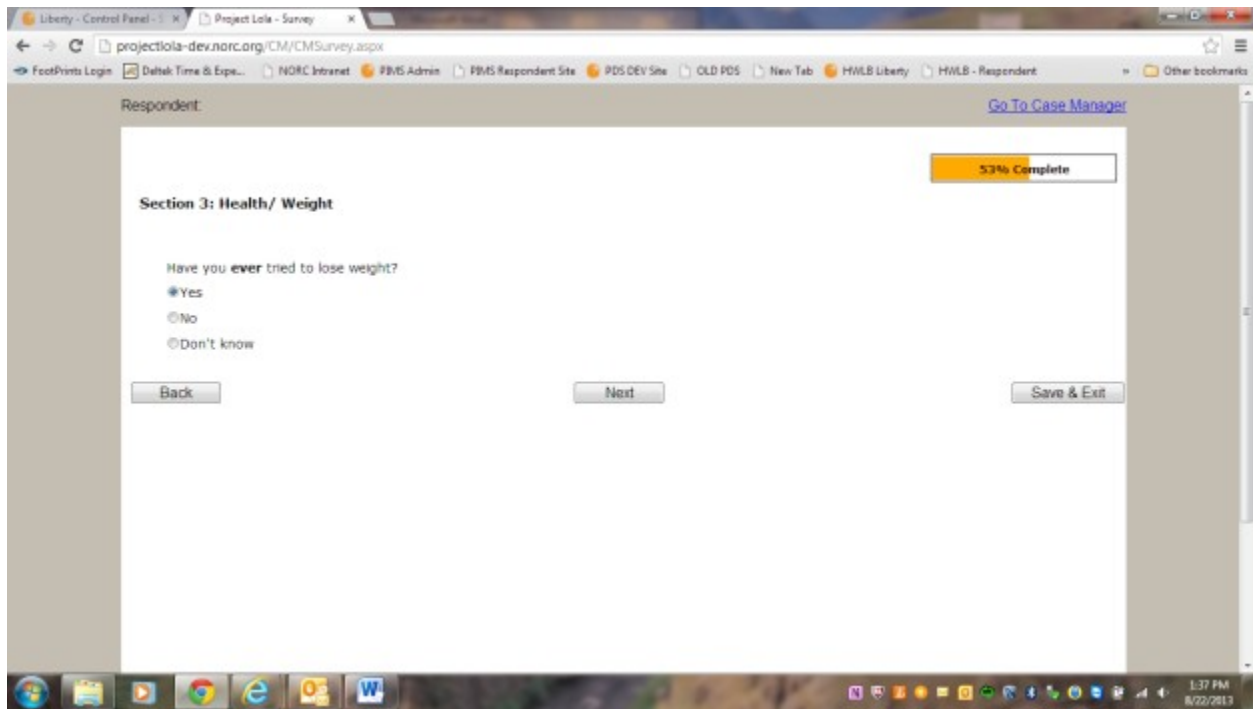 Liberty - Control Panel - S
Project Lola - Survey
projectlola-dev.norc.org/CM/CMSurvey.aspx
FootPrints Login Deltek Time & Expe... NORC Intranet PIMS Admin PIMS Respondent Site PDS DEV Site OLD PDS New Tab HWLB Liberty HWLB - Respondent » Other bookmarks
Respondent: Go To Case Manager
53% Complete
Section 3: Health/ Weight
Have you ever tried to lose weight?
Yes
No
Don't know
Back Next Save & Exit
1:37 PM
8/22/2013